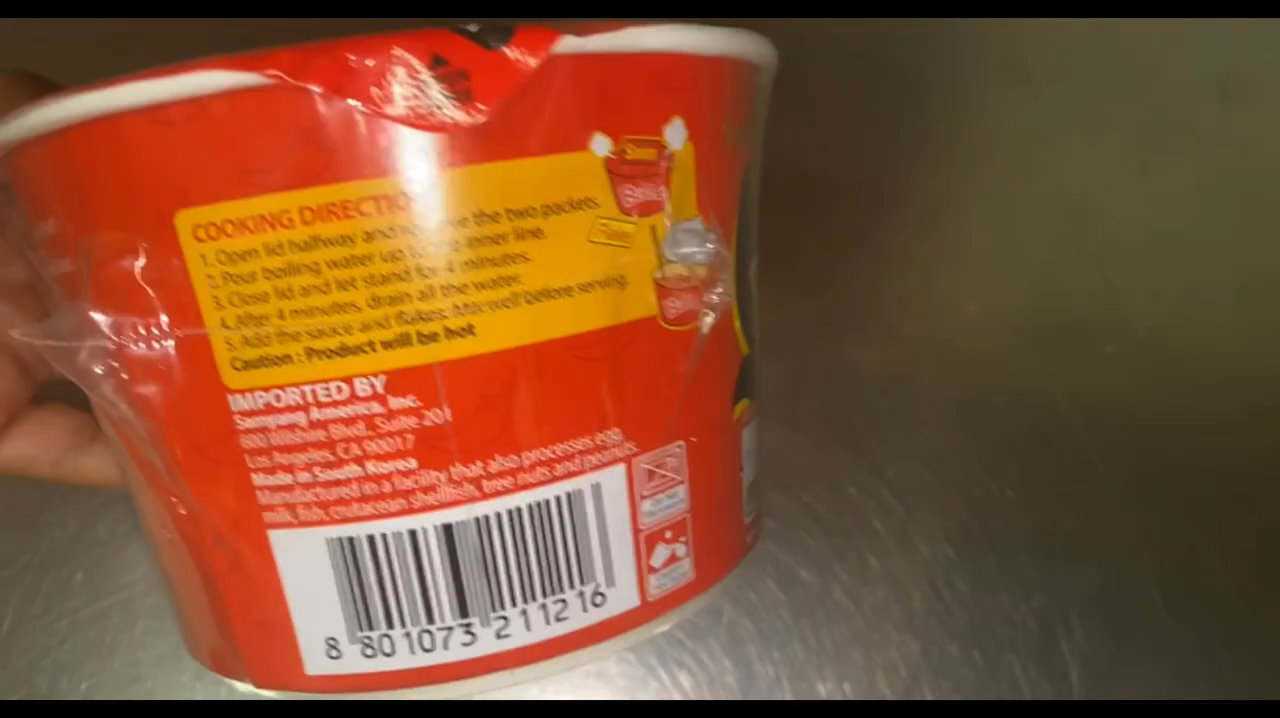 COOKING DIRECTIO
1. Open lid halfway and remove the two packets.
2. Pour boiling water up to the inner line.
3. Close lid and let stand for 4 minutes.
4. After 4 minutes, drain all the water.
5. Add the sauce and flakes. Mix well before serving.
Caution : Product will be hot
IMPORTED BY
Samyang America, Inc.
Wilshire Blvd., Suite 201
Los Angeles, CA 90017
Made in South Korea
Manufactured in a facility that also processes egg,
milk, fish, crutacean shellfish, tree nuts and peanuts.
8 801073 211216